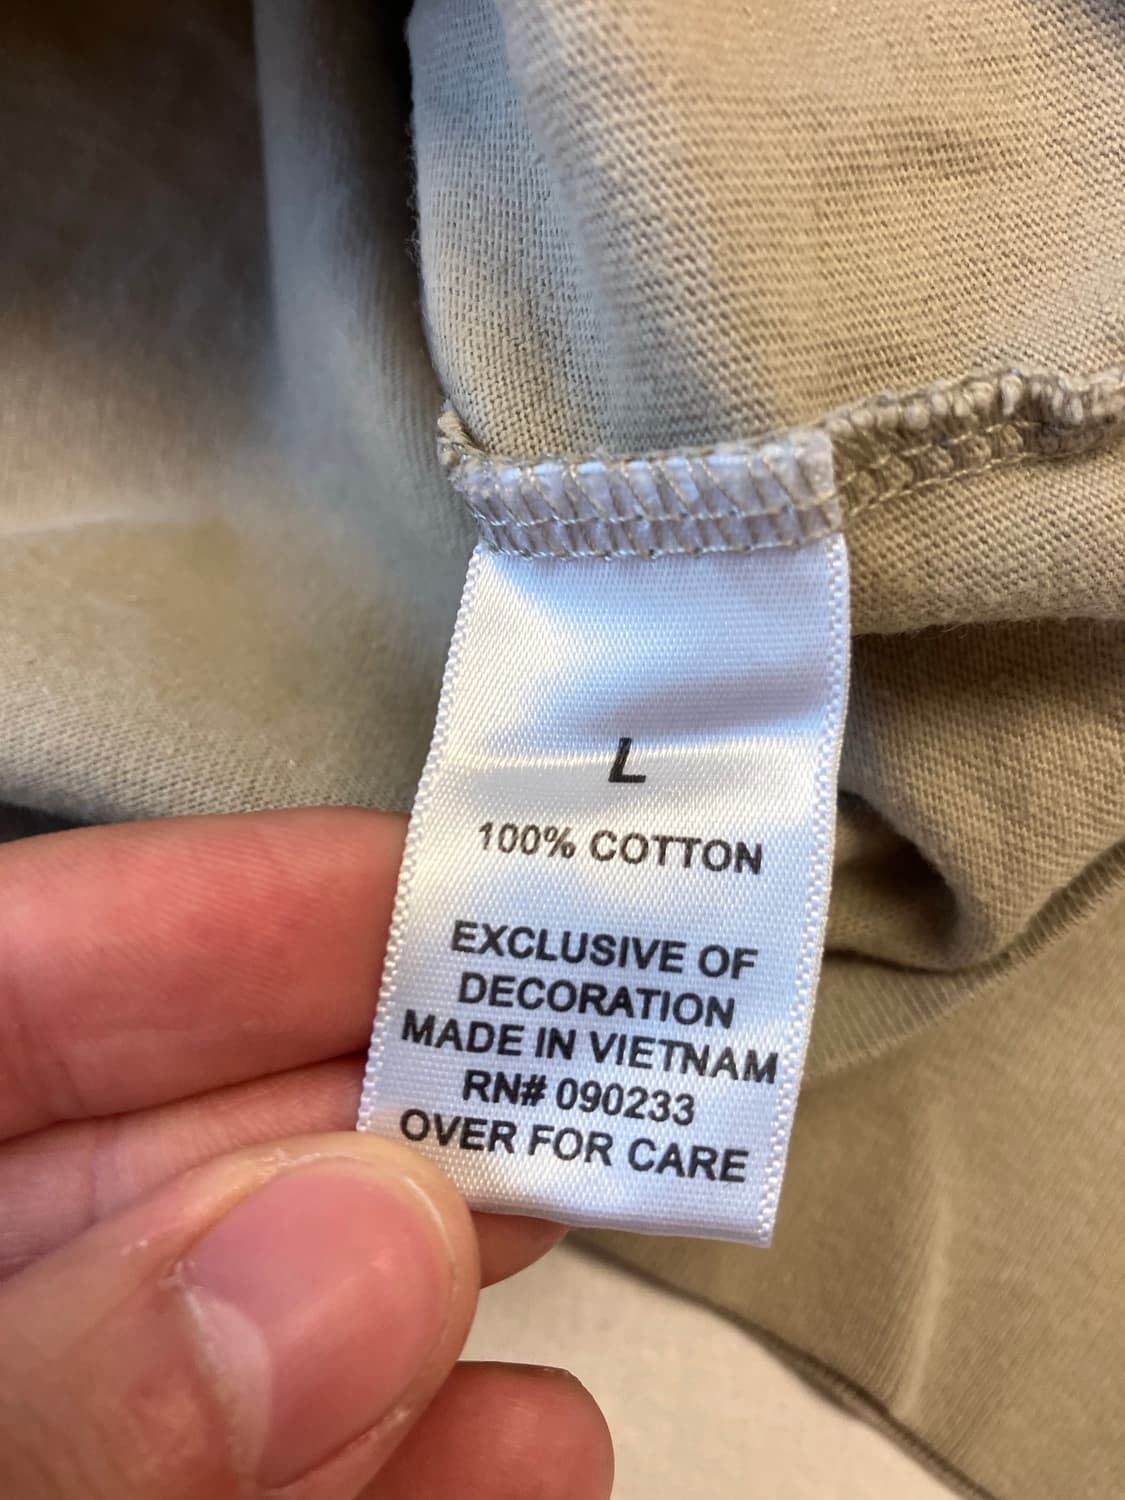 L
100% COTTON
EXCLUSIVE OF
DECORATION
MADE IN VIETNAM
RN# 090233
OVER FOR CARE